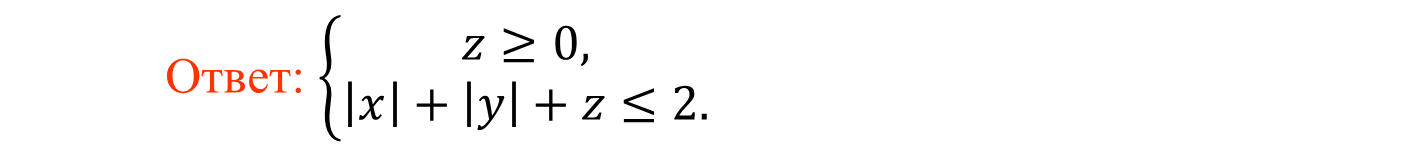 Ответ: { z ≥ 0,
|x| + |y| + z ≤ 2.